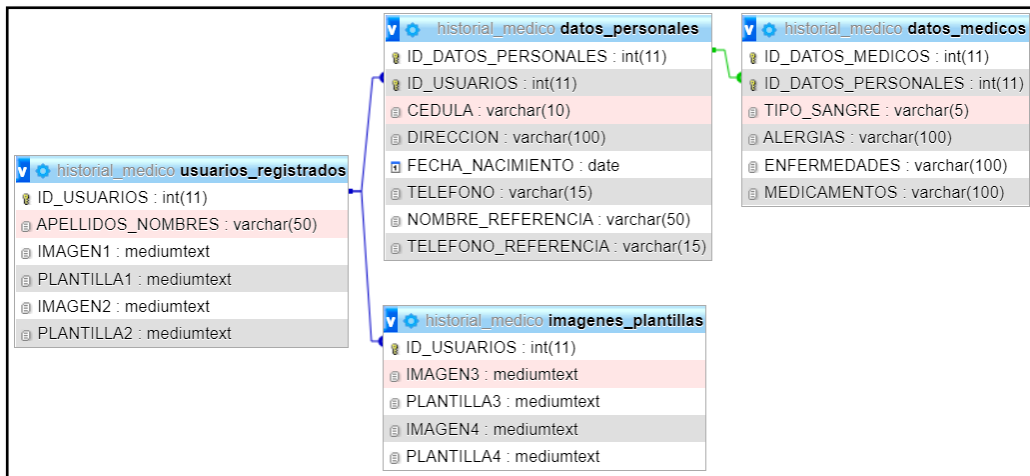 historial_medico usuarios_registrados
ID_USUARIOS : int(11)
APELLIDOS_NOMBRES : varchar(50)
IMAGEN1 : mediumtext
PLANTILLA1 : mediumtext
IMAGEN2 : mediumtext
PLANTILLA2 : mediumtext
v historial_medico datos_personales
ID_DATOS_PERSONALES : int(11)
ID_USUARIOS : int(11)
CEDULA : varchar(10)
DIRECCION : varchar(100)
FECHA_NACIMIENTO : date
TELEFONO : varchar(15)
NOMBRE_REFERENCIA : varchar(50)
TELEFONO_REFERENCIA : varchar(15)
v historial_medico imagenes_plantillas
ID_USUARIOS : int(11)
IMAGEN3 : mediumtext
PLANTILLA3 : mediumtext
IMAGEN4 : mediumtext
PLANTILLA4 : mediumtext
v historial_medico datos_medicos
ID_DATOS_MEDICOS : int(11)
ID_DATOS_PERSONALES : int(11)
TIPO_SANGRE : varchar(5)
ALERGIAS : varchar(100)
ENFERMEDADES : varchar(100)
MEDICAMENTOS : varchar(100)